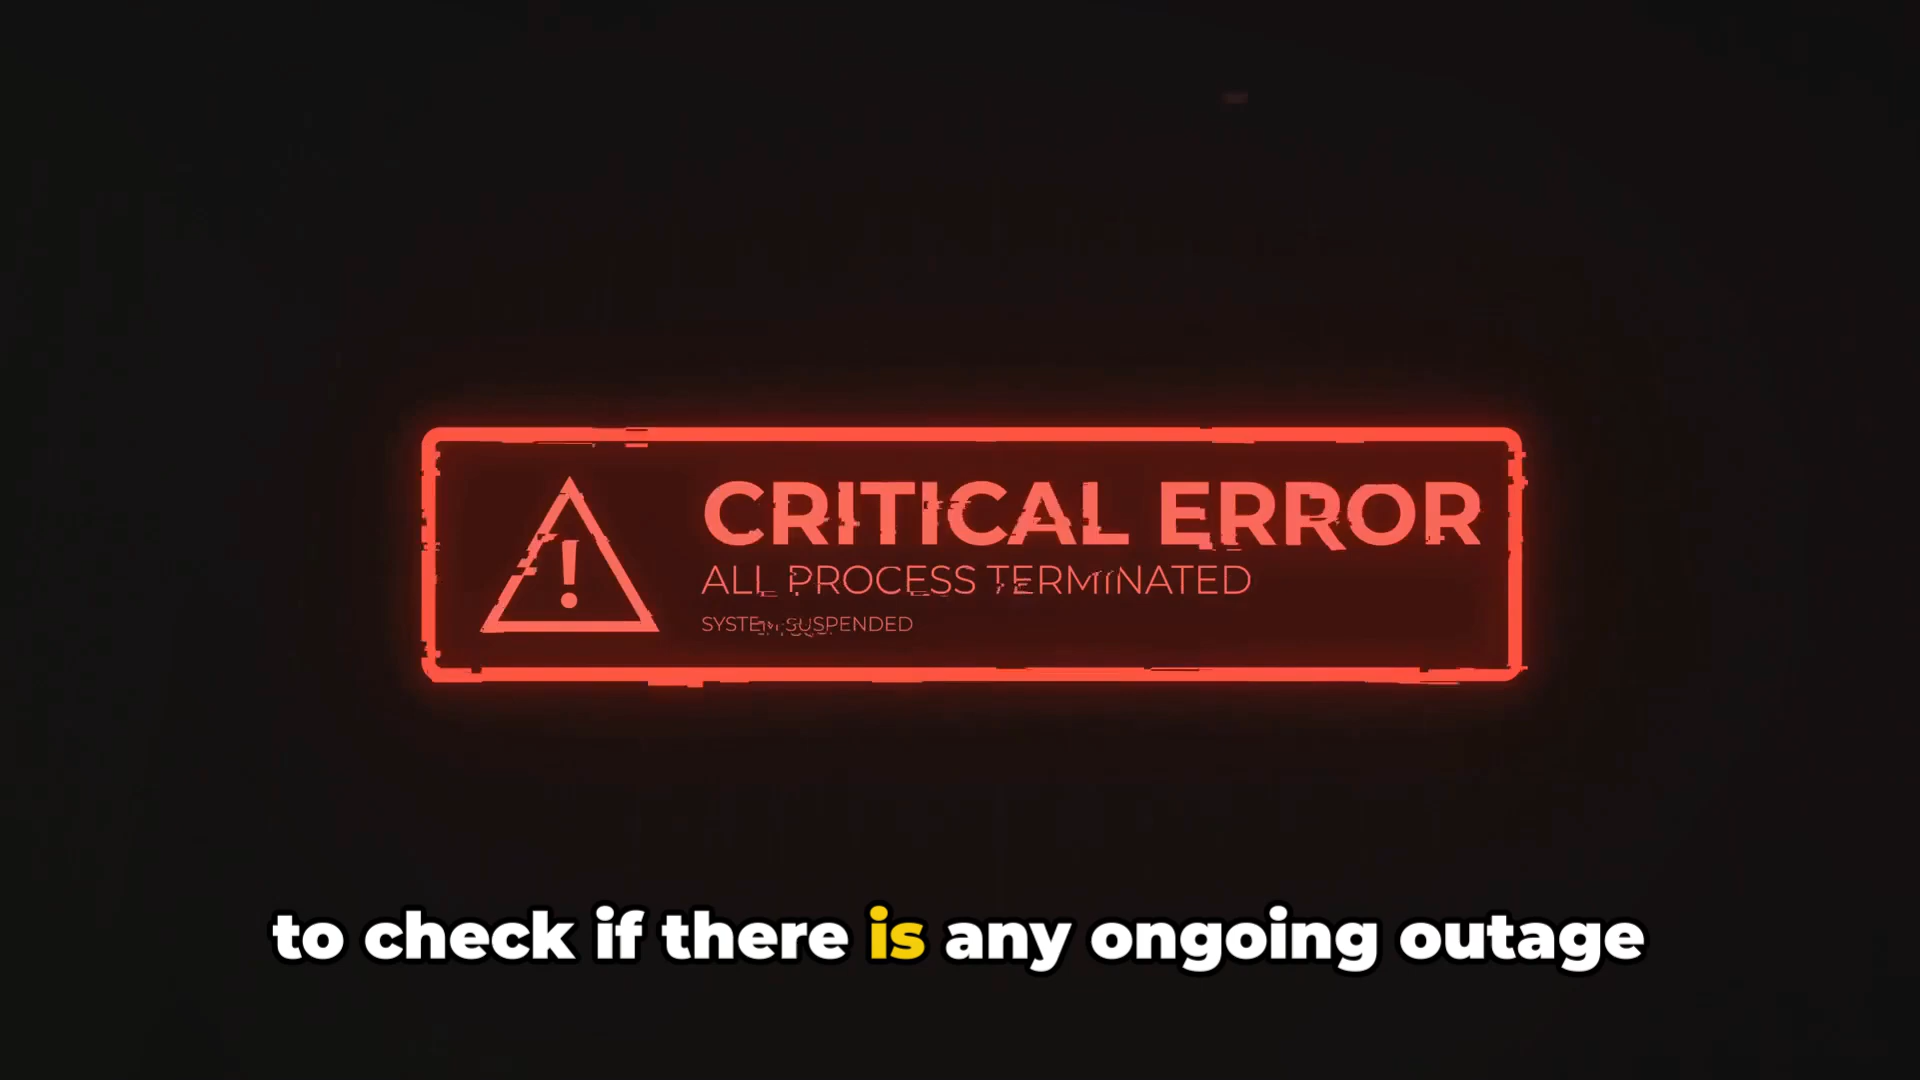 CRITICAL ERROR
ALL PROCESS TERMINATED
SYSTEM SUSPENDED
to check if there is any ongoing outage